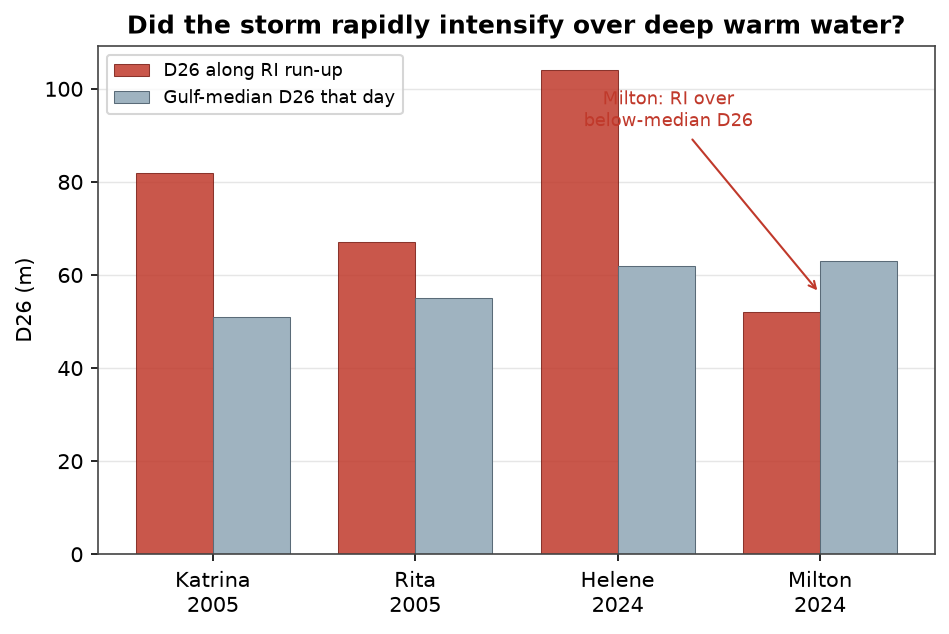 Did the storm rapidly intensify over deep warm water?
D26 along RI run-up
Gulf-median D26 that day
Milton: RI over
below-median D26
D26 (m)
100
80
60
40
20
0
Katrina
2005
Rita
2005
Helene
2024
Milton
2024